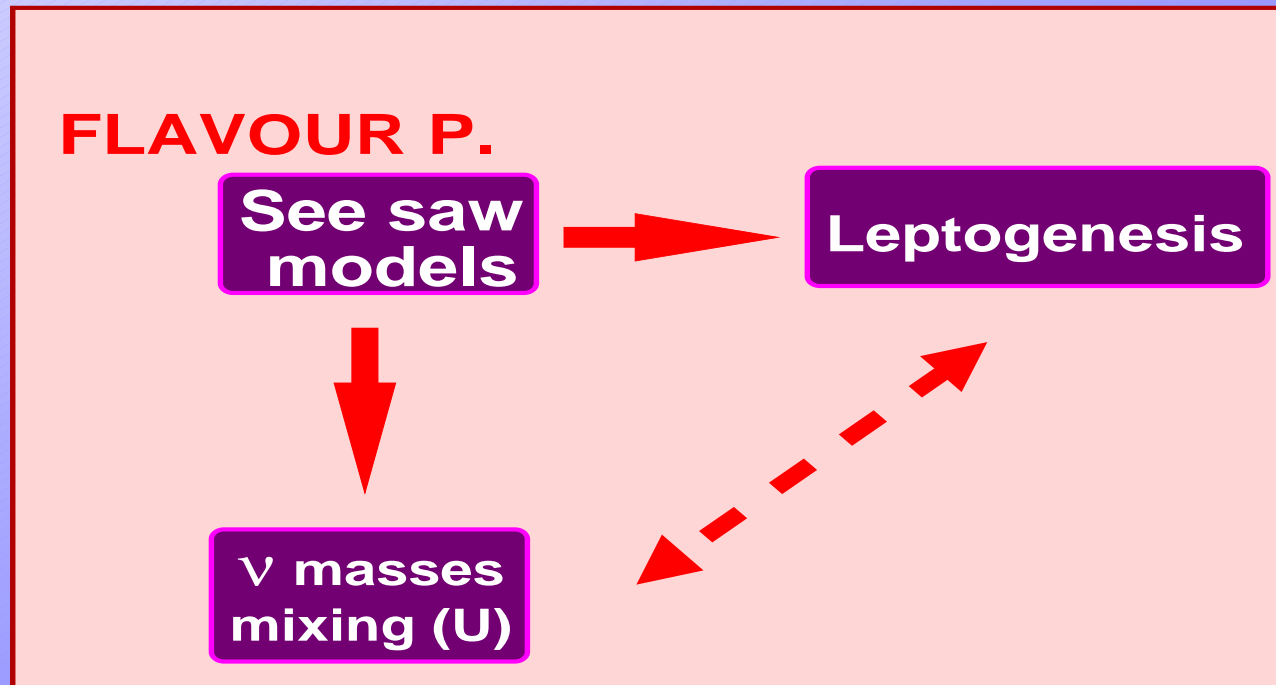 FLAVOUR P.
See saw
models
Leptogenesis
ν masses
mixing (U)